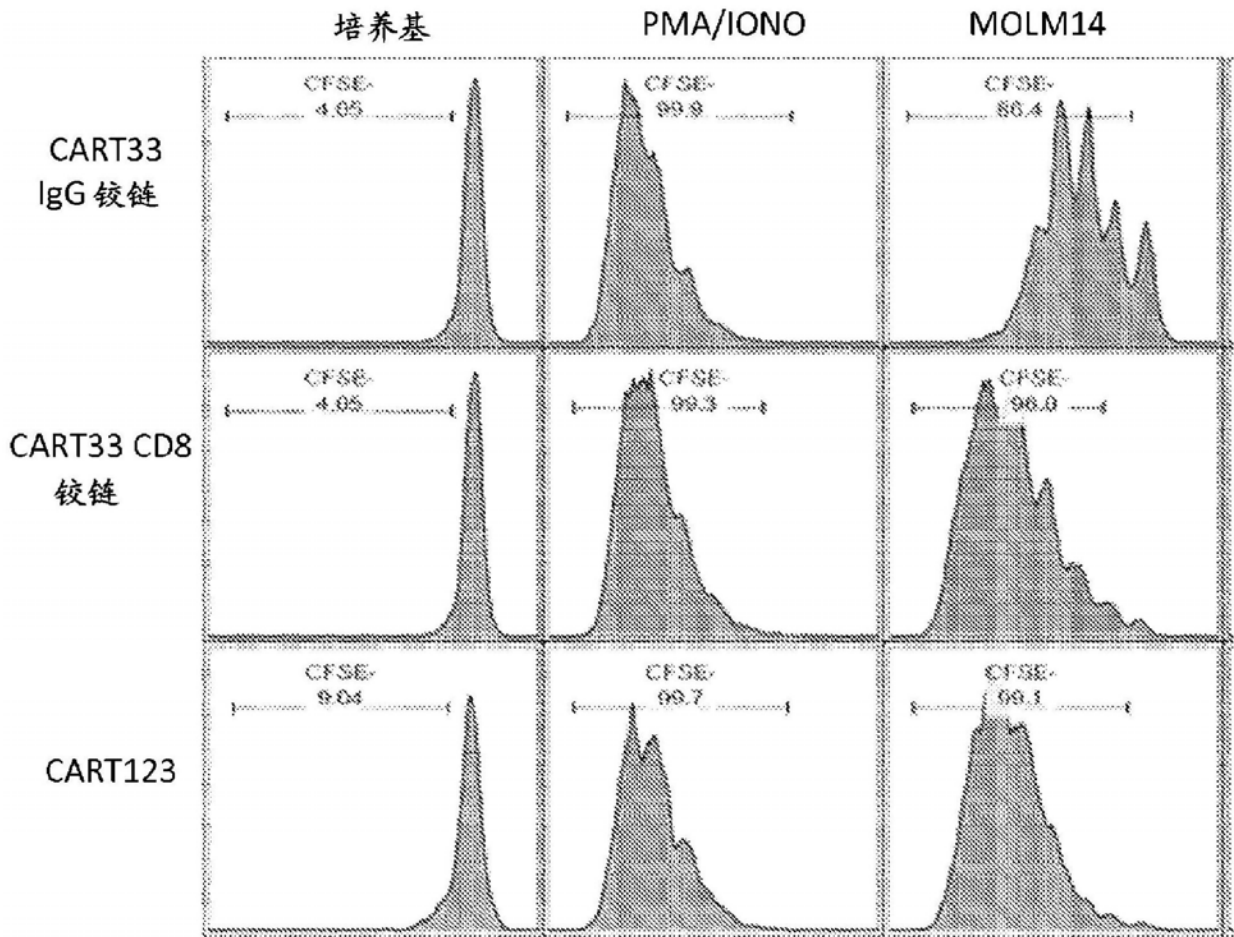 培养基 PMA/IONO MOLM14
CFSE- CFSE- CFSE-
4.05 99.9 86.4
CART33
IgG 铰链
CFSE- CFSE- CFSE-
4.05 99.3 96.0
CART33 CD8
铰链
CFSE- CFSE- CFSE-
9.04 99.7 99.1
CART123